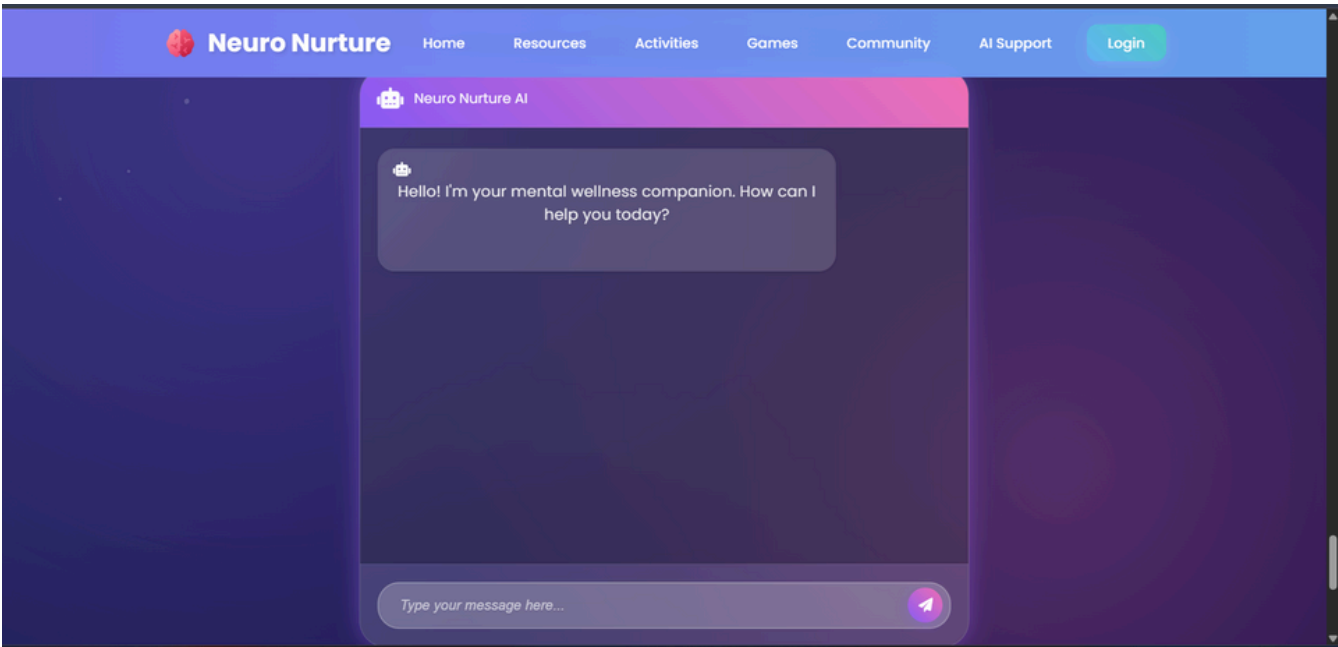 Neuro Nurture Home Resources Activities Games Community AI Support Login
Neuro Nurture AI
Hello! I'm your mental wellness companion. How can I
help you today?
Type your message here...